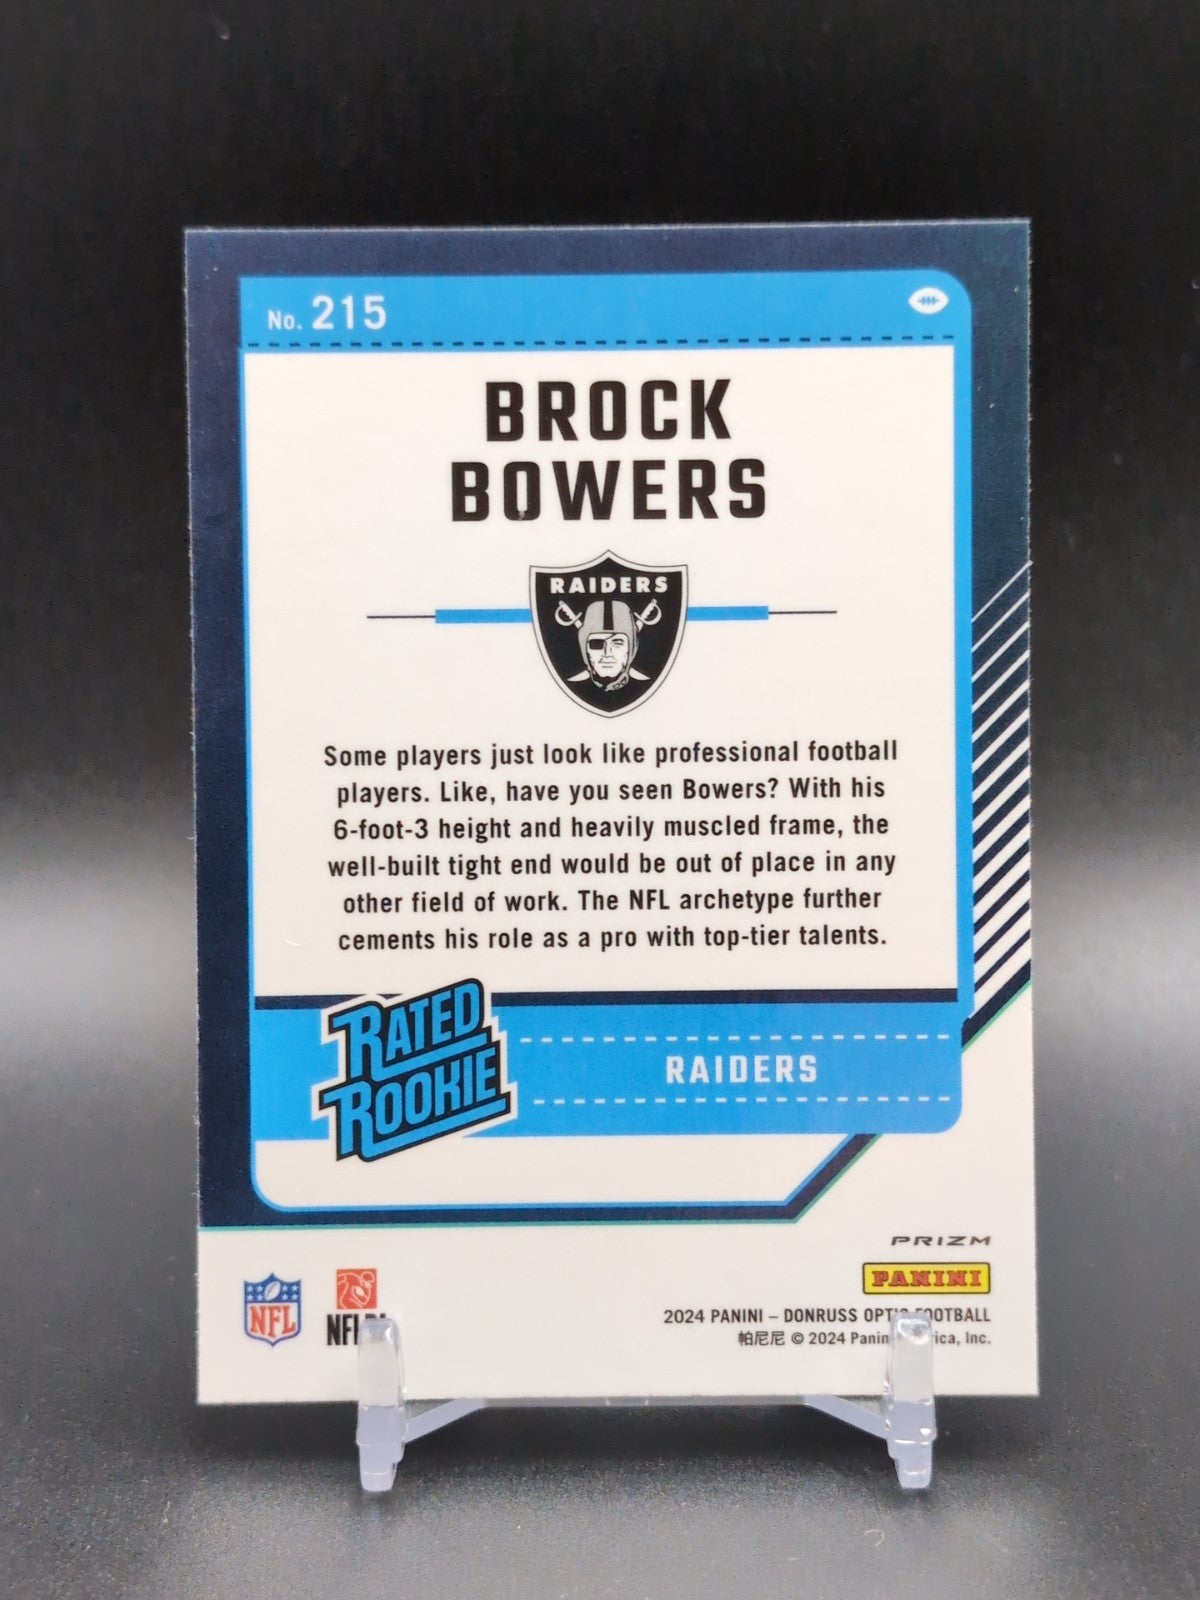 No. 215
BROCK
BOWERS
RAIDERS
Some players just look like professional football
players. Like, have you seen Bowers? With his
6-foot-3 height and heavily muscled frame, the
well-built tight end would be out of place in any
other field of work. The NFL archetype further
cements his role as a pro with top-tier talents.
RATED
ROOKIE
RAIDERS
PRIZM
PANINI
NFL
2024 PANINI – DONRUSS FOOTBALL
帕尼尼 © 2024 Inc.